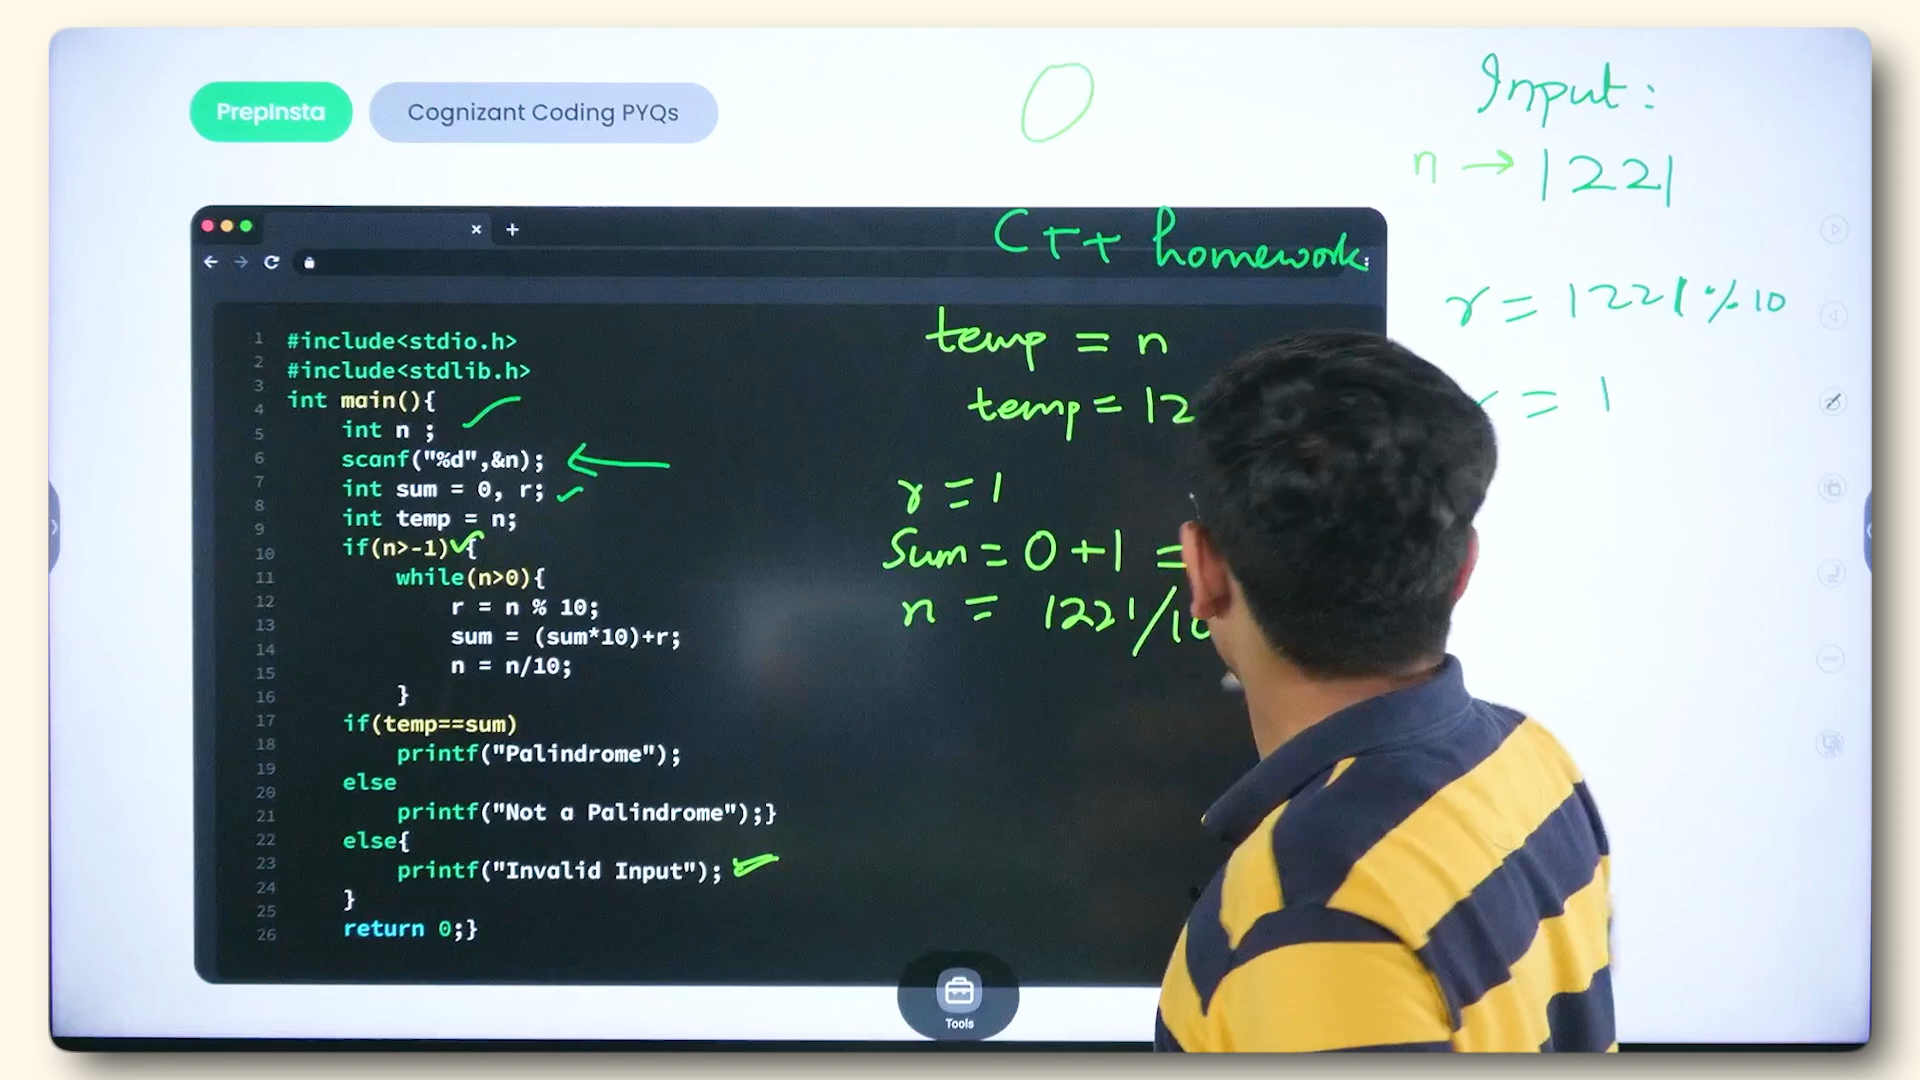 PrepInsta
Cognizant Coding PYQs
Input:
n → 1221
C++ homework
r = 1221 % 10
r = 1
temp = n
temp = 12
r = 1
Sum = 0 + 1 =
n = 1221/10
1
2
3
4
5
6
7
8
9
10
11
12
13
14
15
16
17
18
19
20
21
22
23
24
25
26
#include<stdio.h>
#include<stdlib.h>
int main(){
int n ;
scanf("%d",&n);
int sum = 0, r;
int temp = n;
if(n>-1){
while(n>0){
r = n % 10;
sum = (sum*10)+r;
n = n/10;
}
if(temp==sum)
printf("Palindrome");
else
printf("Not a Palindrome");}
else{
printf("Invalid Input");
}
return 0;}
Tools